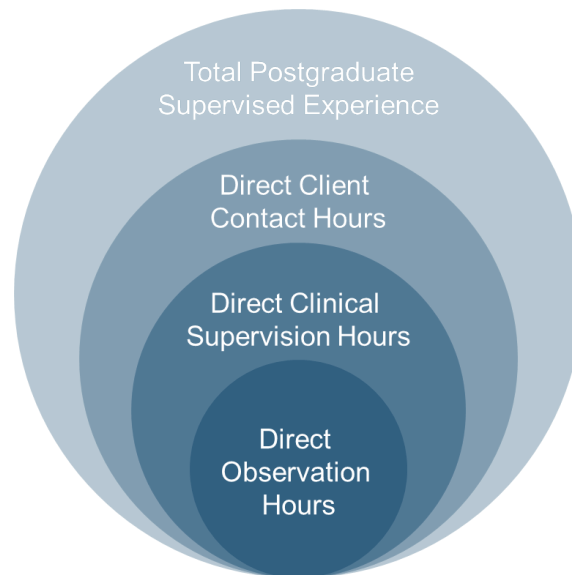 Total Postgraduate
Supervised Experience
Direct Client
Contact Hours
Direct Clinical
Supervision Hours
Direct
Observation
Hours